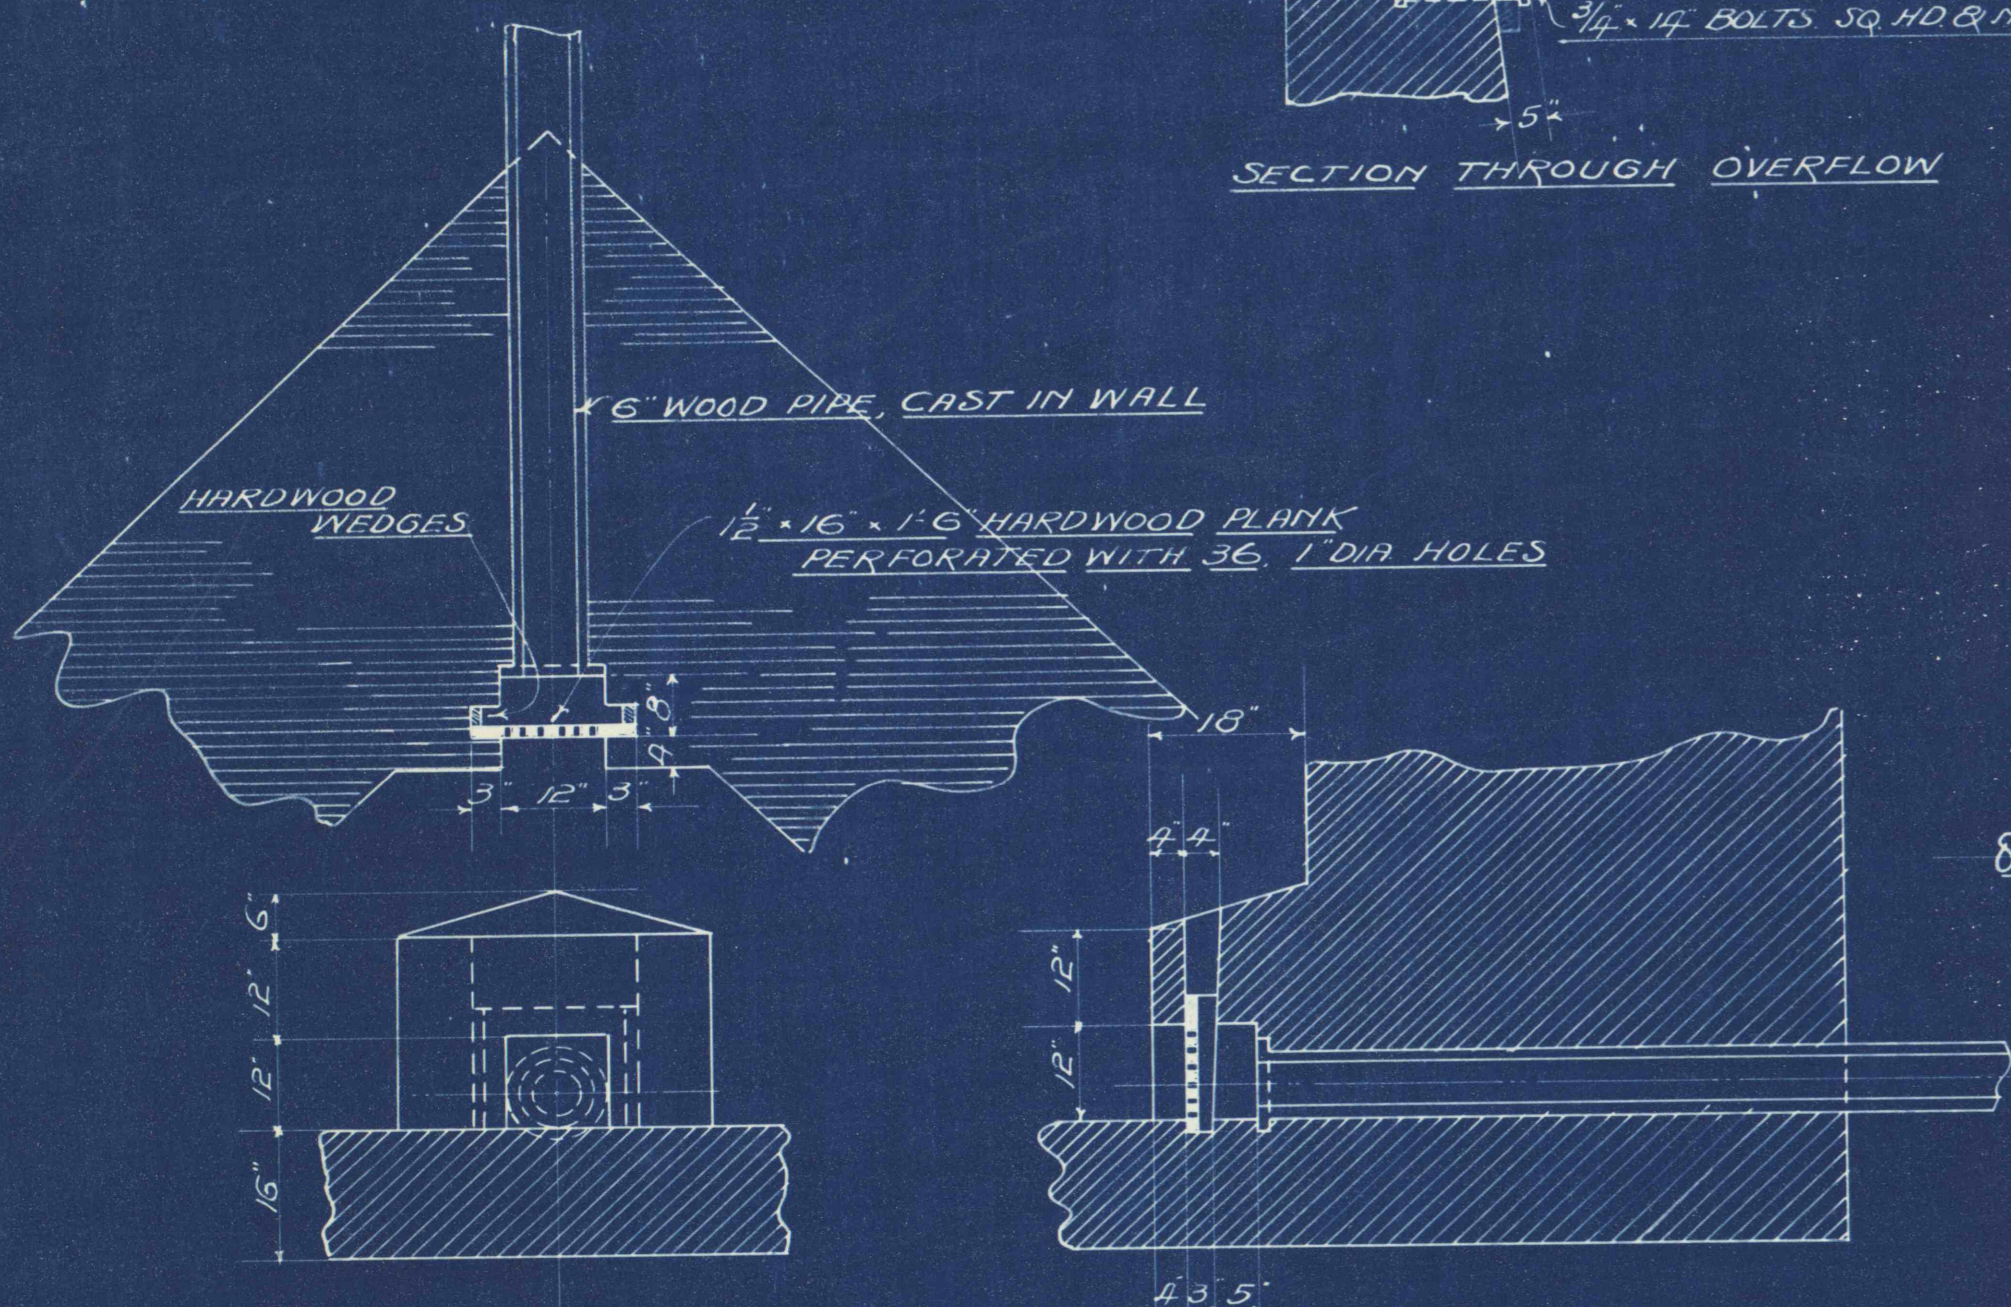 3/4" × 14" BOLTS. SQ. HD. &
5"
SECTION THROUGH OVERFLOW
6" WOOD PIPE, CAST IN WALL
HARDWOOD
WEDGES
1 1/2" × 16" × 1'-6" HARDWOOD PLANK
PERFORATED WITH 36. 1" DIA. HOLES
8"
4"
3" 12" 3"
18"
4" 4"
8
6"
12"
12"
16"
12"
12"
4" 3" 5"